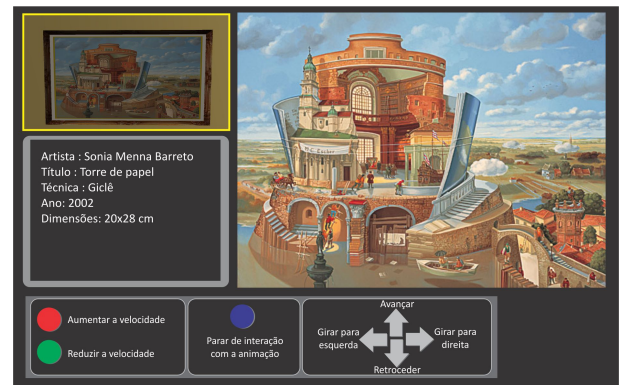 Artista : Sonia Menna Barreto
Título : Torre de papel
Técnica : Giclê
Ano: 2002
Dimensões: 20x28 cm
M.C. Escher
Aumentar a velocidade
Reduzir a velocidade
Parar de interação
com a animação
Avançar
Girar para
esquerda
Girar para
direita
Retroceder